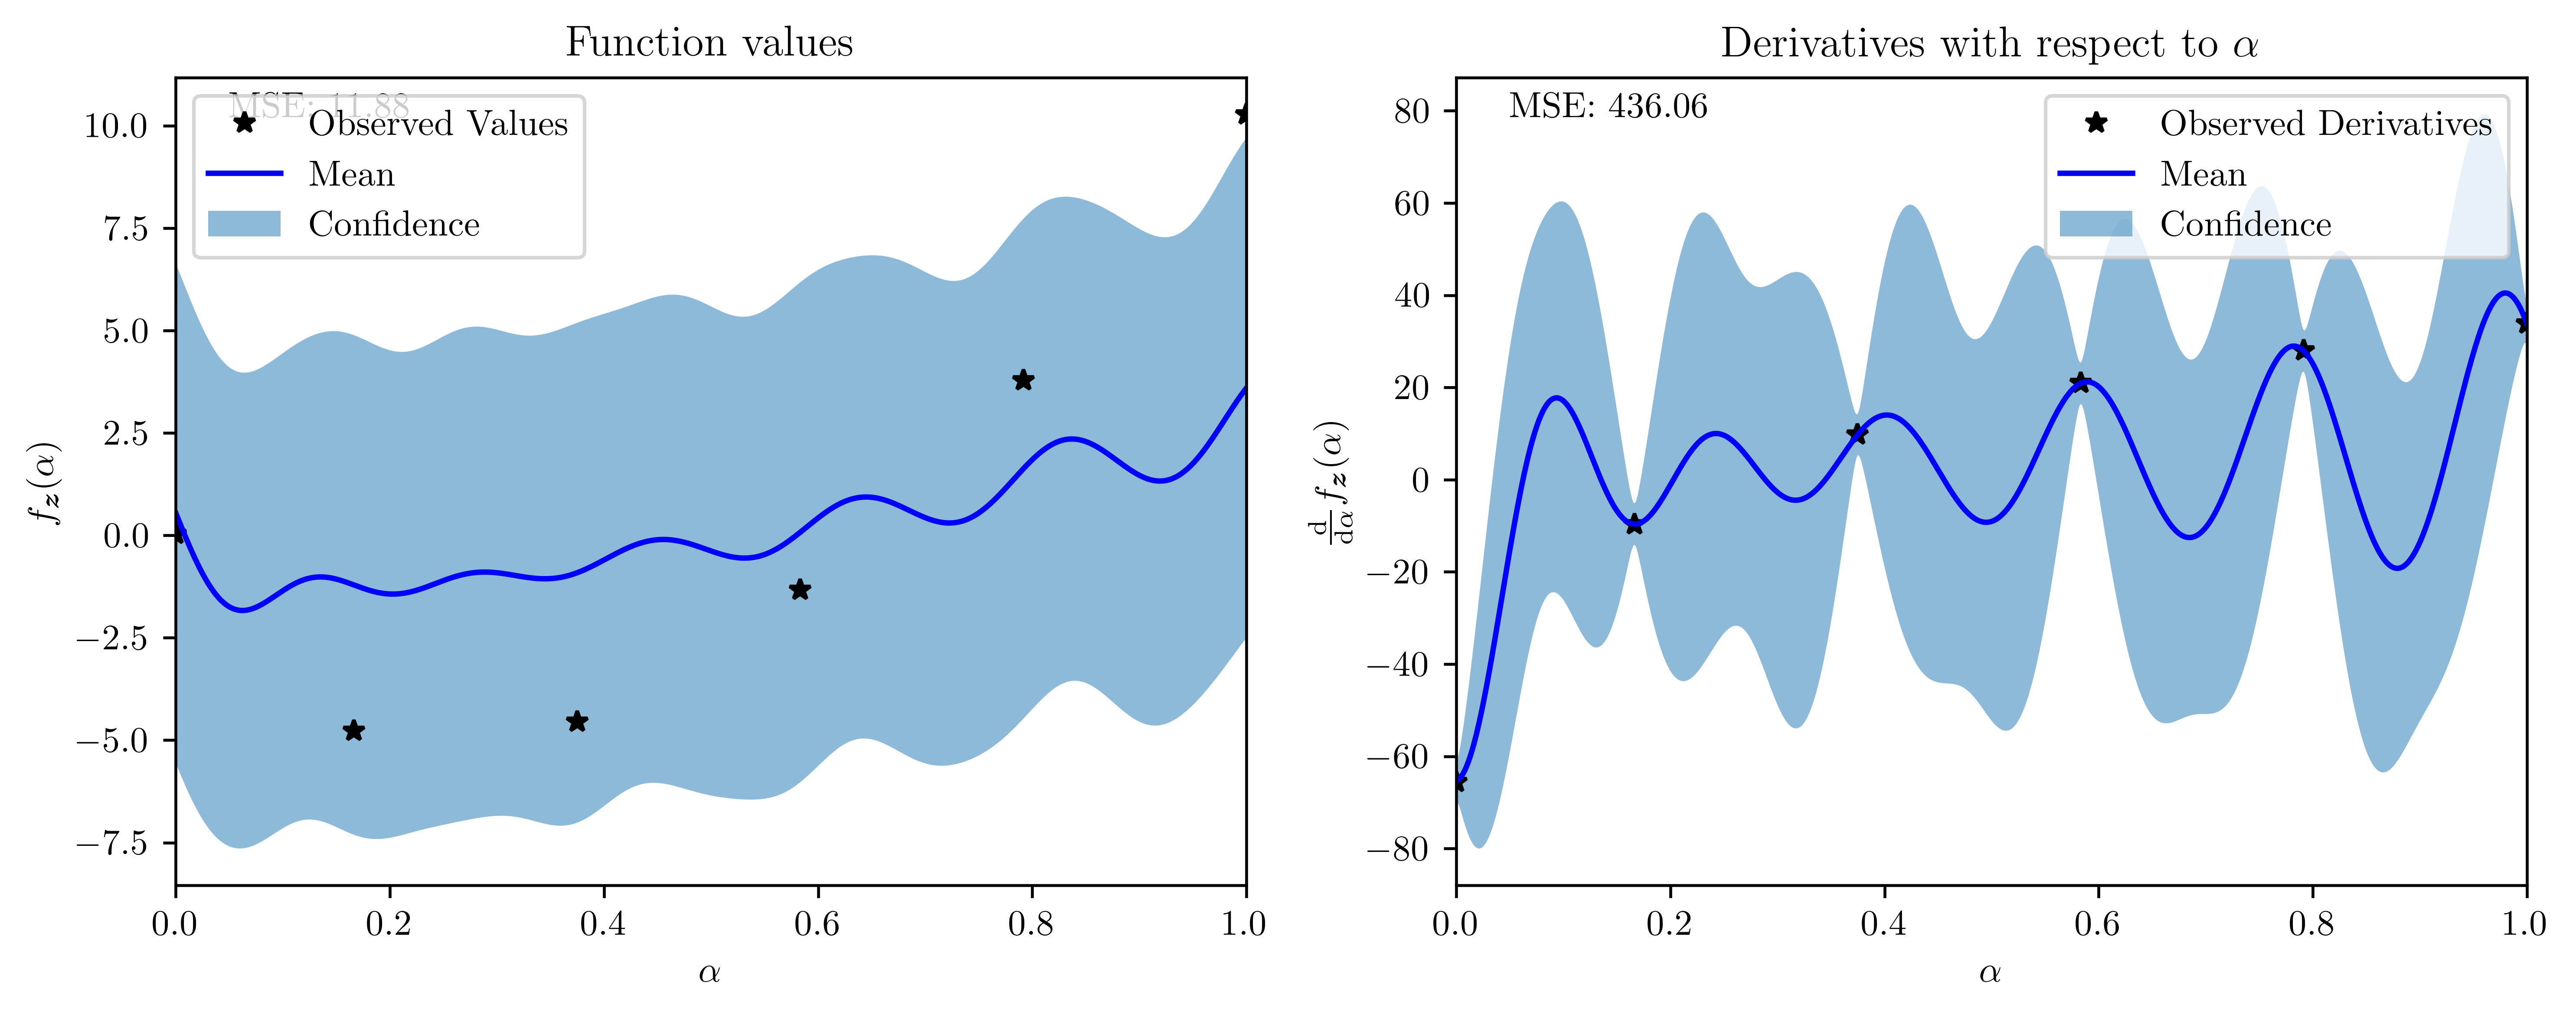 Function values
MSE: 11.88
Observed Values
Mean
Confidence
10.0
7.5
5.0
2.5
0.0
−2.5
−5.0
−7.5
f_z(α)
0.0 0.2 0.4 0.6 0.8 1.0
α
Derivatives with respect to α
MSE: 436.06
Observed Derivatives
Mean
Confidence
80
60
40
20
0
−20
−40
−60
−80
d/dα f_z(α)
0.0 0.2 0.4 0.6 0.8 1.0
α